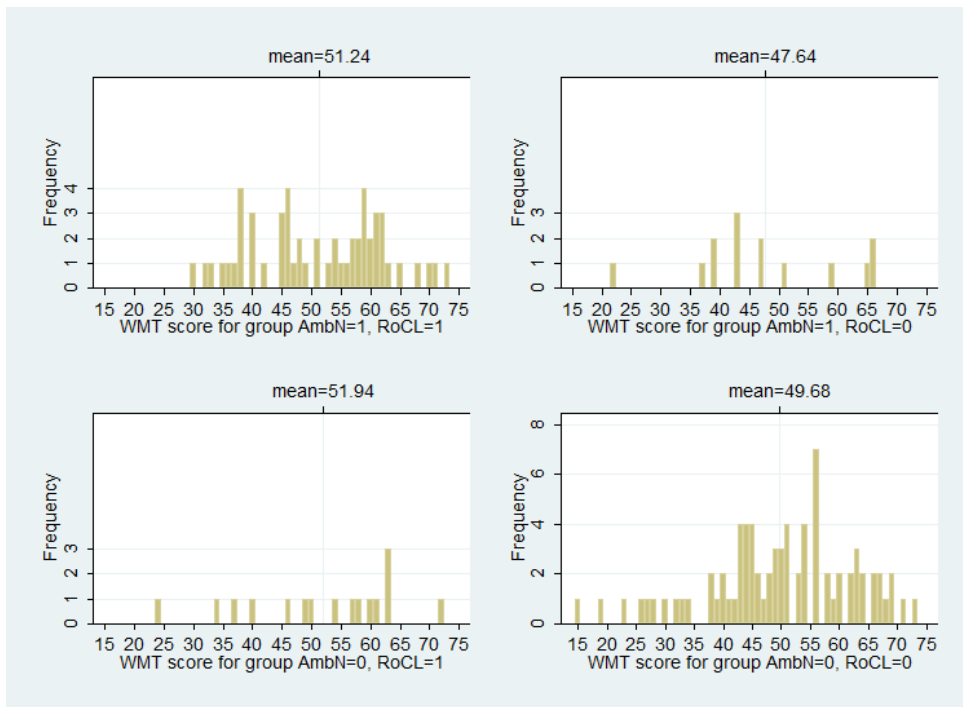 mean=51.24
Frequency
4
3
2
1
0
15 20 25 30 35 40 45 50 55 60 65 70 75
WMT score for group AmbN=1, RoCL=1
mean=47.64
Frequency
3
2
1
0
15 20 25 30 35 40 45 50 55 60 65 70 75
WMT score for group AmbN=1, RoCL=0
mean=51.94
Frequency
3
2
1
0
15 20 25 30 35 40 45 50 55 60 65 70 75
WMT score for group AmbN=0, RoCL=1
mean=49.68
Frequency
8
6
4
2
0
15 20 25 30 35 40 45 50 55 60 65 70 75
WMT score for group AmbN=0, RoCL=0